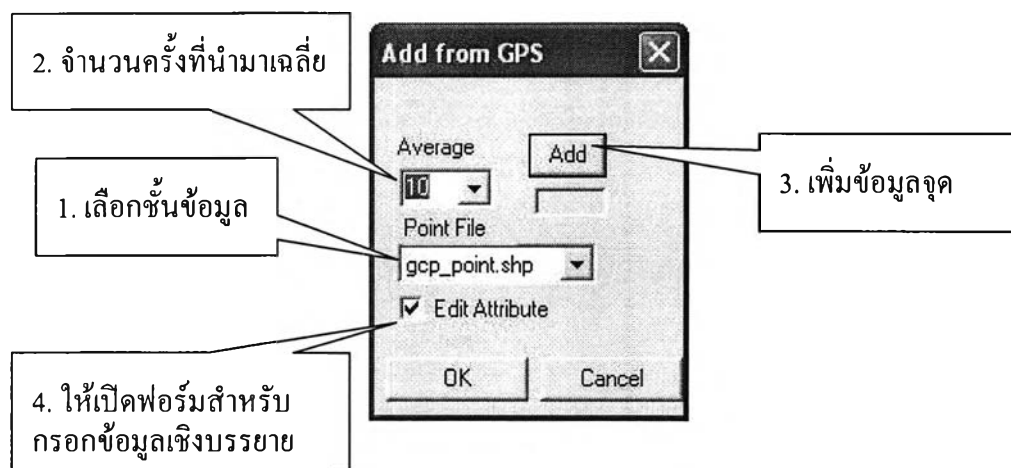 2. จำนวนครั้งที่นำมาเฉลี่ย
Add from GPS
Average
Add
10
1. เลือกชั้นข้อมูล
3. เพิ่มข้อมูลจุด
Point File
gcp_point.shp
Edit Attribute
OK
Cancel
4. ให้เปิดฟอร์มสำหรับ
กรอกข้อมูลเชิงบรรยาย